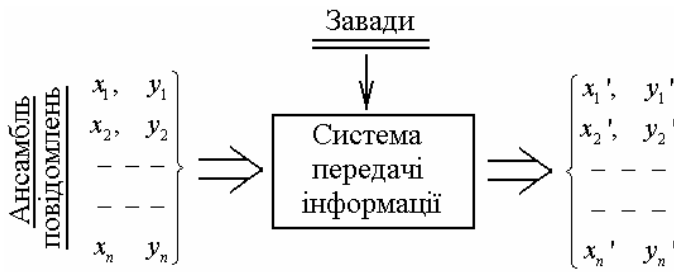 Завади
Ансамбль
повідомлень
x₁, y₁
x₂, y₂
– – –
– – –
xₙ yₙ
Система
передачі
інформації
x₁', y₁'
x₂', y₂'
– – –
– – –
xₙ' yₙ'